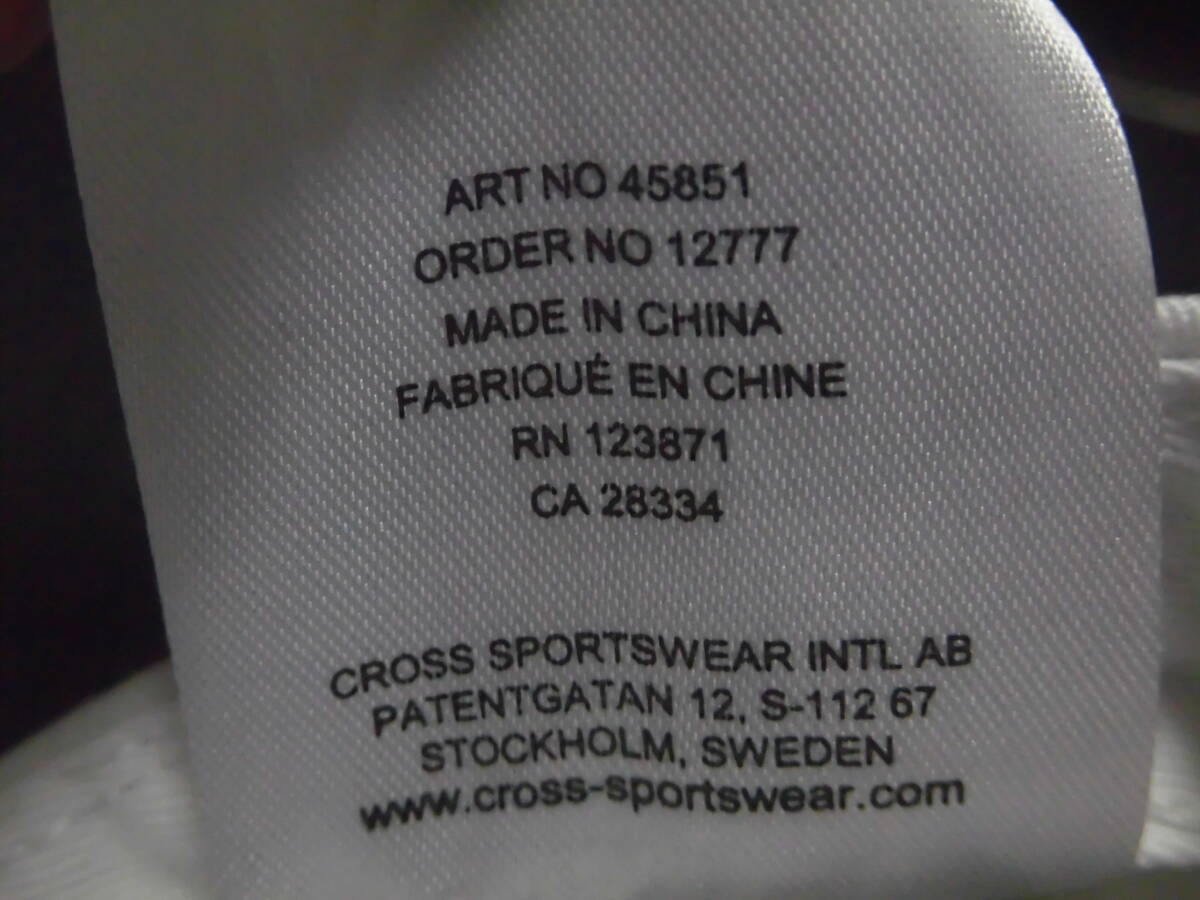 ART NO 45851
ORDER NO 12777
MADE IN CHINA
FABRIQUÉ EN CHINE
RN 123871
CA 28334
CROSS SPORTSWEAR INTL AB
PATENTGATAN 12, S-112 67
STOCKHOLM, SWEDEN
www.cross-sportswear.com